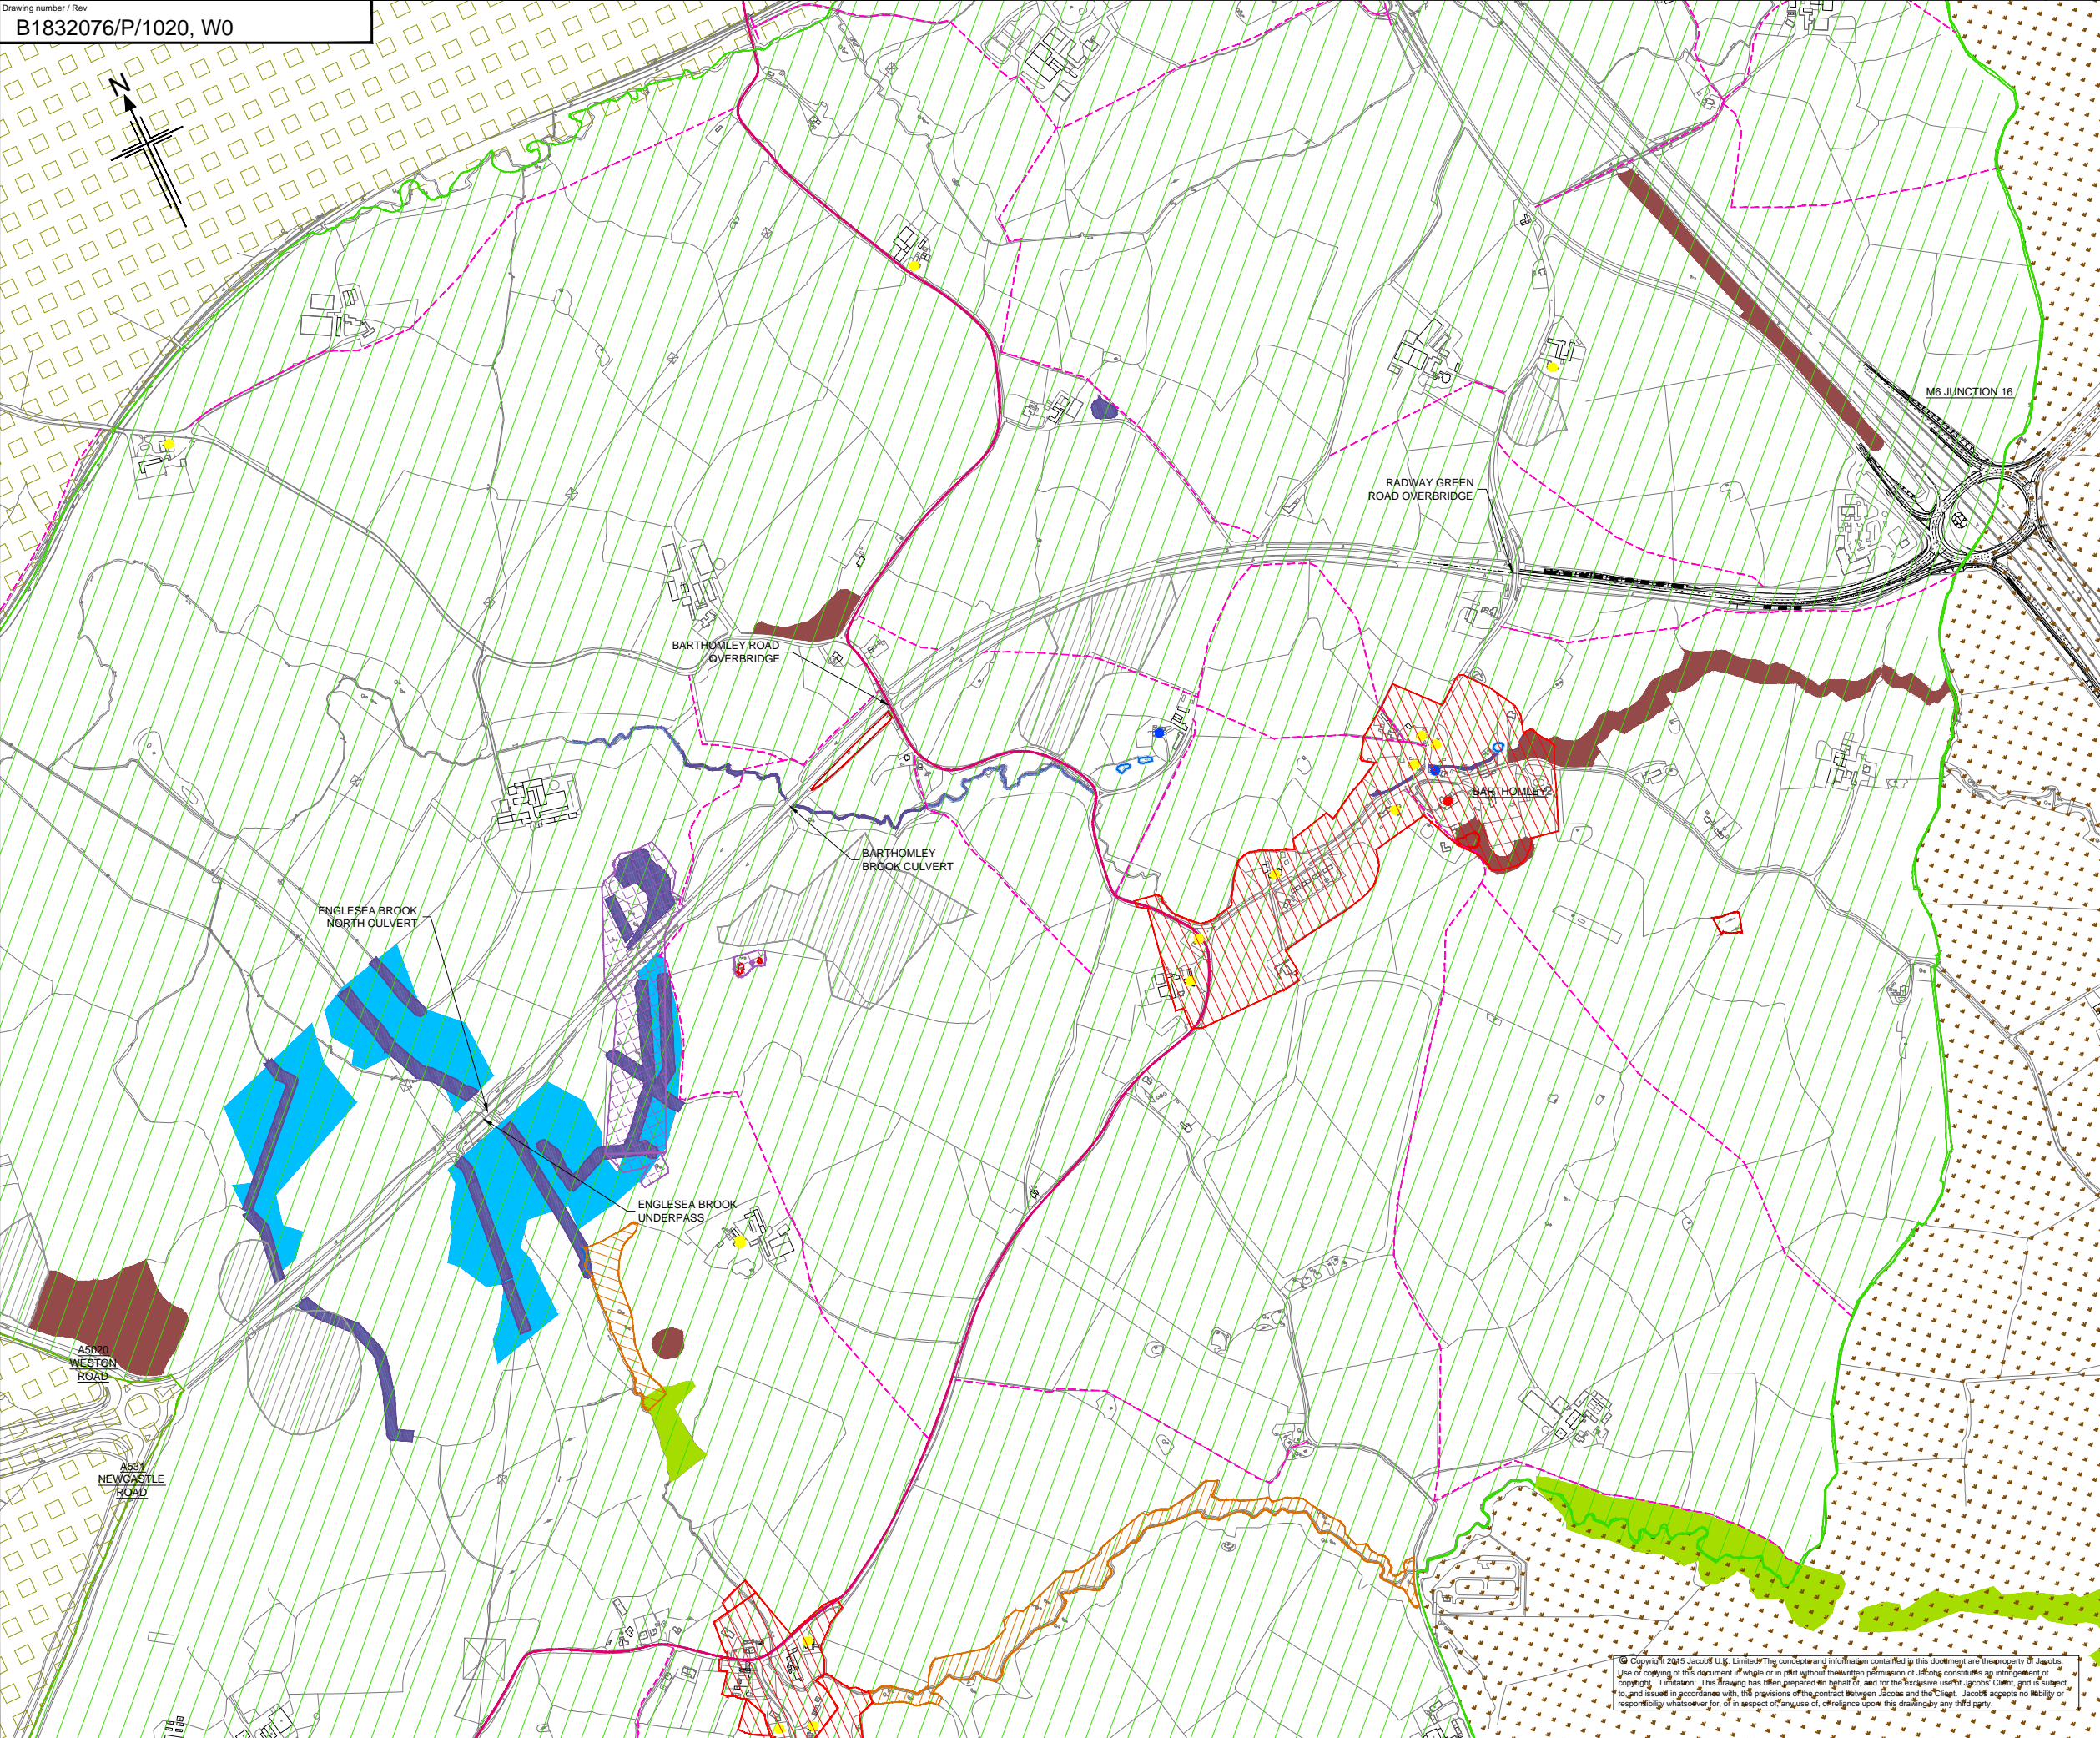 Drawing number / Rev
B1832076/P/1020, W0
N
M6 JUNCTION 16
RADWAY GREEN
ROAD OVERBRIDGE
BARTHOMLEY ROAD
OVERBRIDGE
BARTHOMLEY
BARTHOMLEY
BROOK CULVERT
ENGLESEA BROOK
NORTH CULVERT
ENGLESEA BROOK
UNDERPASS
A5020
WESTON
ROAD
A531
NEWCASTLE
ROAD
© Copyright 2015 Jacobs U.K. Limited. The concepts and information contained in this document are the property of Jacobs.
Use or copying of this document in whole or in part without the written permission of Jacobs constitutes an infringement of
copyright. Limitation: This drawing has been prepared on behalf of, and for the exclusive use of Jacobs' Client, and is subject
to, and issued in accordance with, the provisions of the contract between Jacobs and the Client. Jacobs accepts no liability or
responsibility whatsoever for, or in respect of, any use of, or reliance upon, this drawing by any third party.